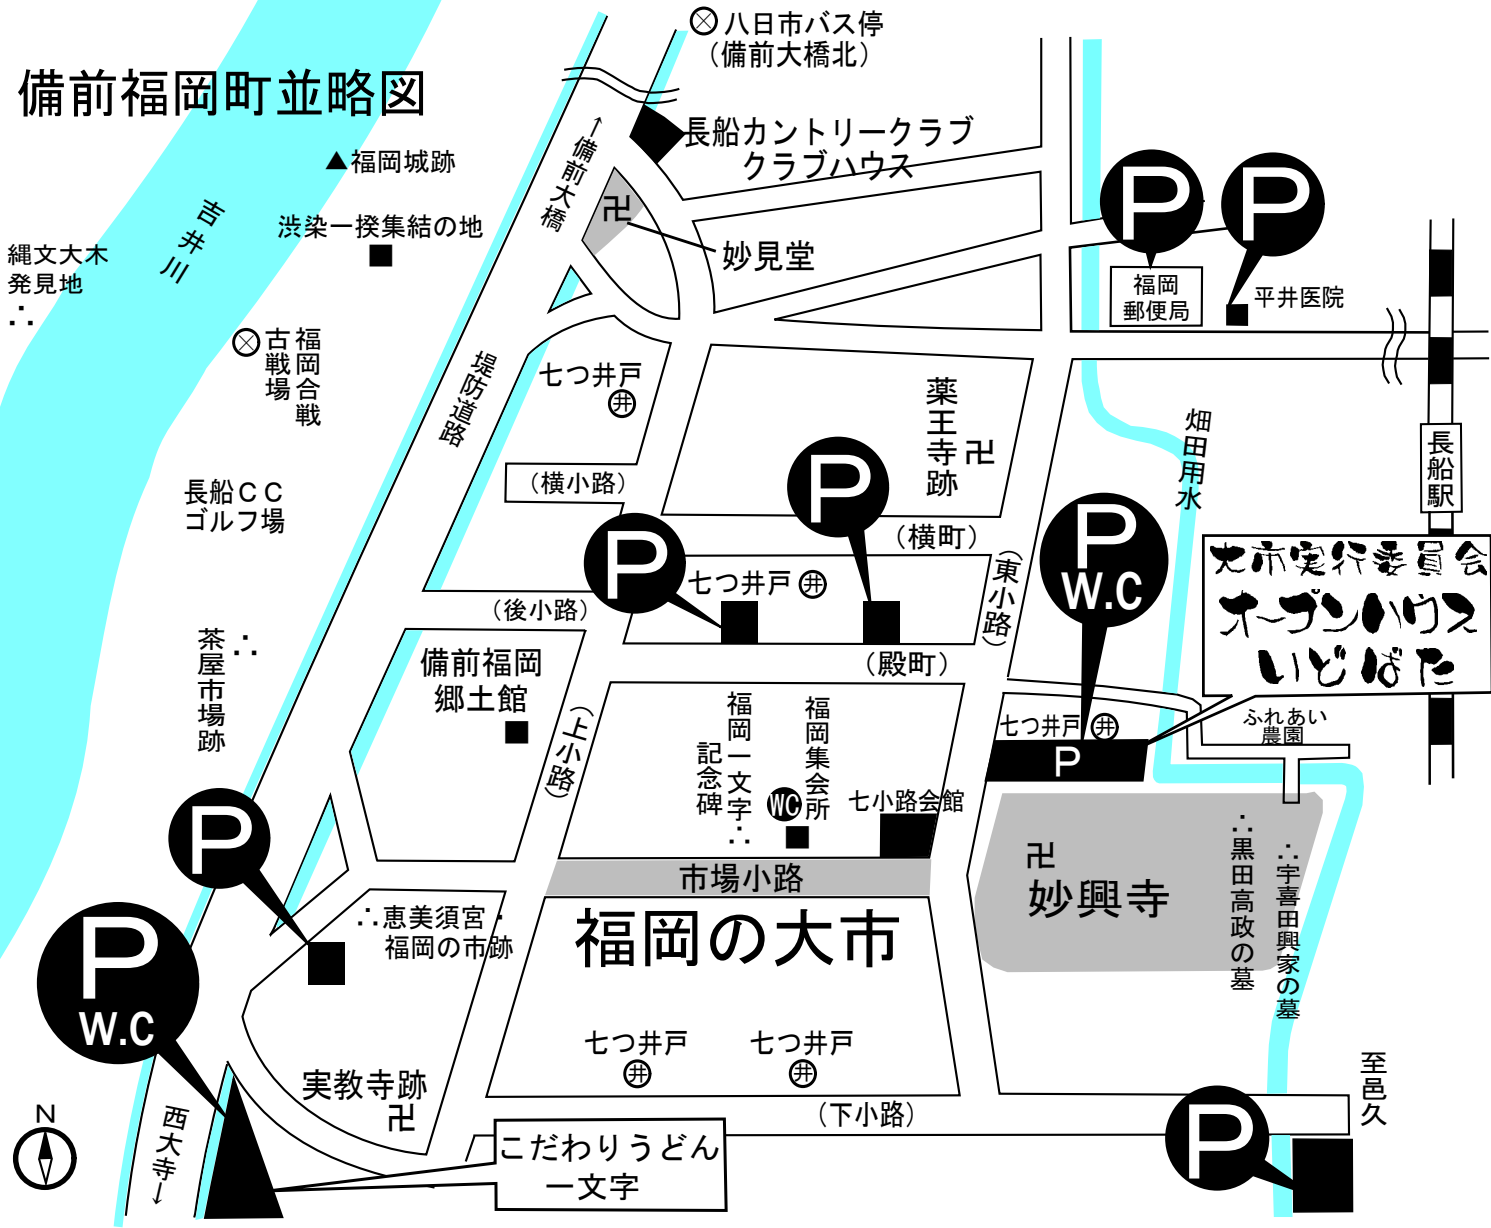 八日市バス停
（備前大橋北）
備前福岡町並略図
▲福岡城跡
←備前大橋
長船カントリークラブ
クラブハウス
卍
妙見堂
吉井川
渋染一揆集結の地
縄文大木
発見地
∴
P
P
福岡
郵便局
平井医院
福岡合戦
古戦場
堤防道路
七つ井戸
井
薬王寺跡
卍
畑田用水
長船駅
長船CC
ゴルフ場
（横小路）
P
（横町）
P
七つ井戸
井
（東小路）
P
W.C
大市実行委員会
オープンハウス
いどばた
（後小路）
（殿町）
茶屋市場跡
∴
備前福岡
郷土館
（上小路）
福岡一文字
記念碑
∴
福岡集会所
WC
七小路会館
七つ井戸
井
P
ふれあい
農園
市場小路
卍
妙興寺
∴黒田高政の墓
∴宇喜田興家の墓
P
∴恵美須宮・
福岡の市跡
福岡の大市
P
W.C
七つ井戸
井
七つ井戸
井
実教寺跡
卍
（下小路）
至邑久
P
N
西大寺→
こだわりうどん
一文字